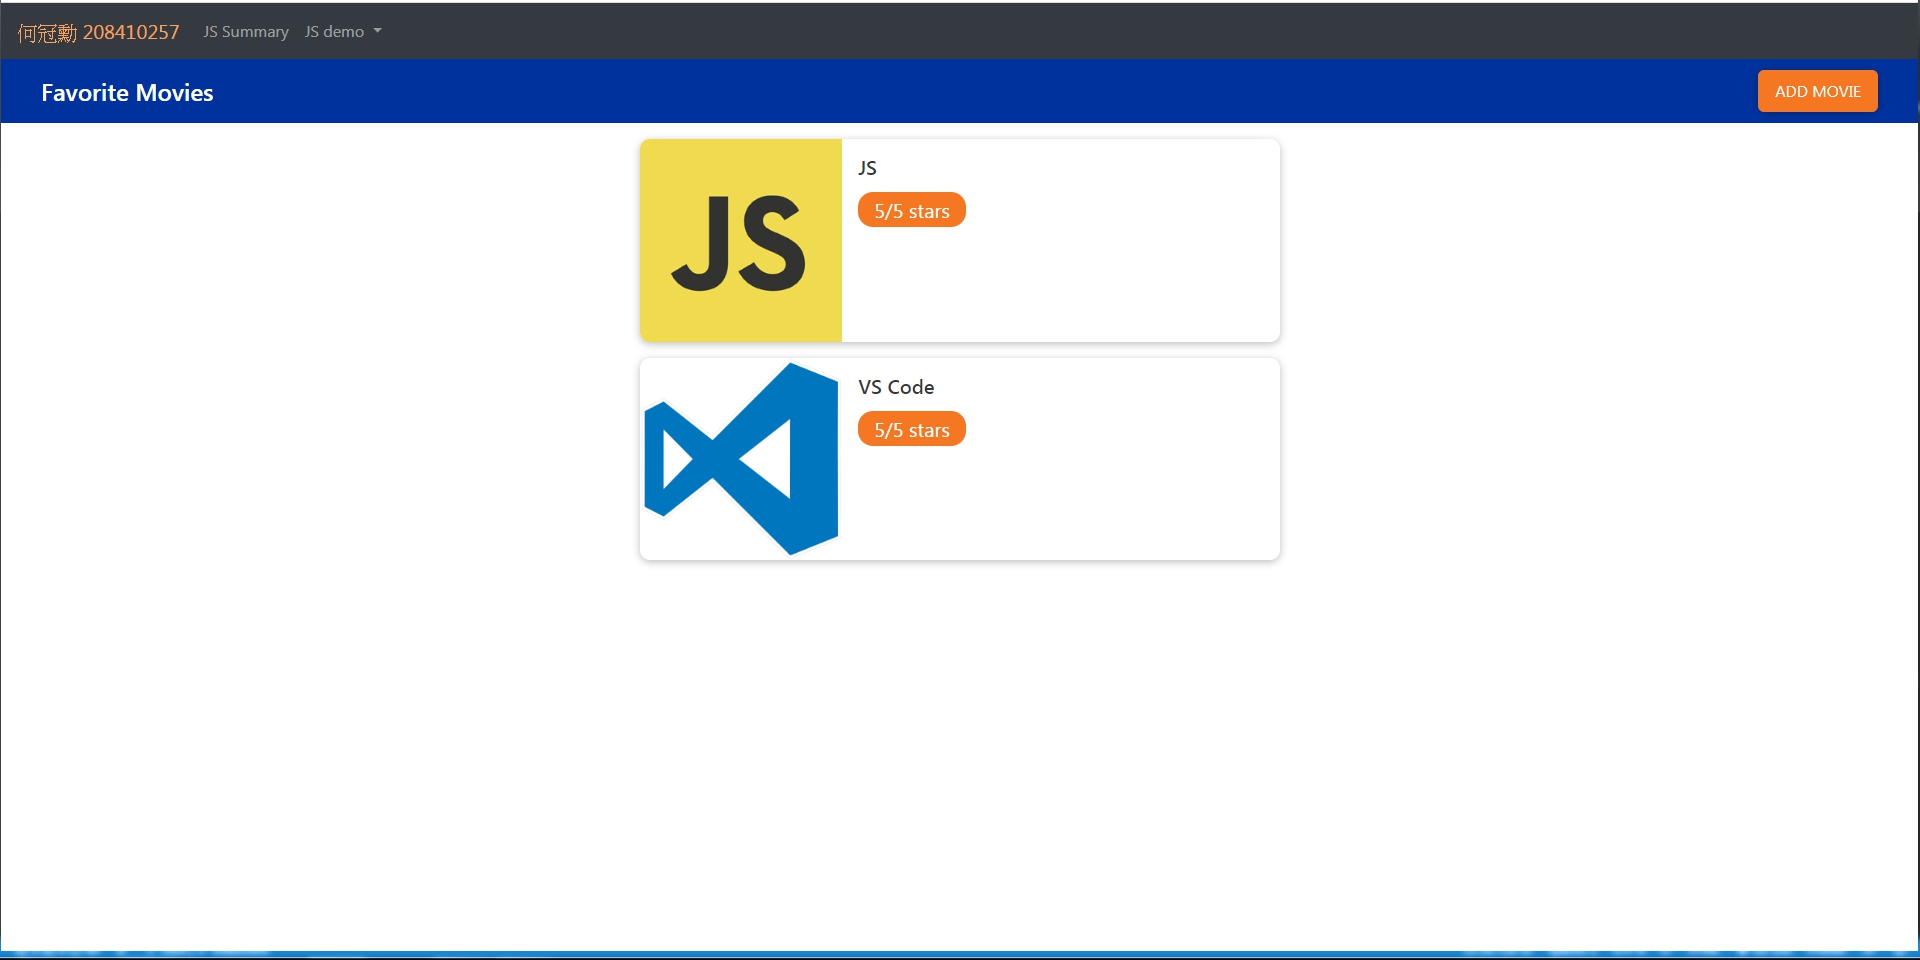 何冠勳 208410257 JS Summary JS demo
Favorite Movies ADD MOVIE
JS
JS
5/5 stars
VS Code
5/5 stars